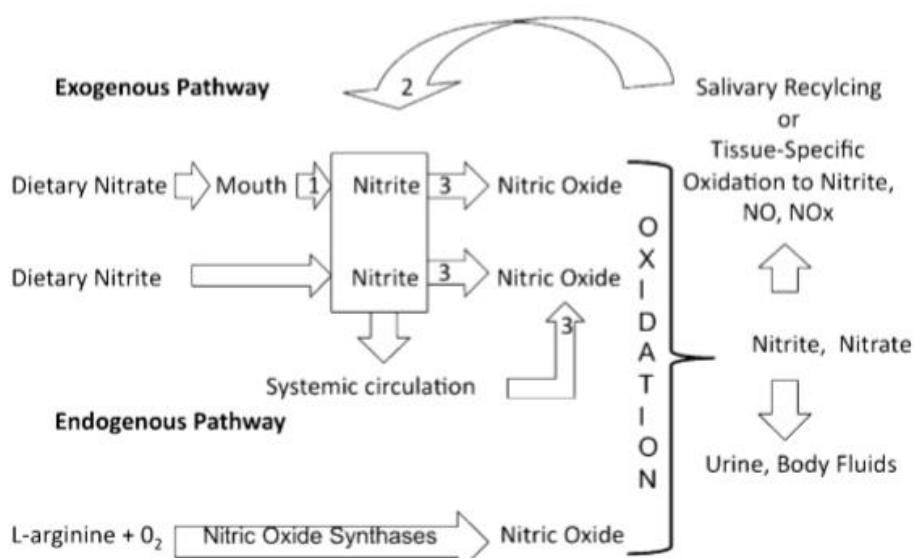 Exogenous Pathway
2
Salivary Recylcing
or
Tissue-Specific
Oxidation to Nitrite,
NO, NOx
Dietary Nitrate
Mouth
1
Nitrite
3
Nitric Oxide
Dietary Nitrite
Nitrite
3
Nitric Oxide
3
Systemic circulation
OXIDATION
Nitrite, Nitrate
Urine, Body Fluids
Endogenous Pathway
L-arginine + 0₂
Nitric Oxide Synthases
Nitric Oxide